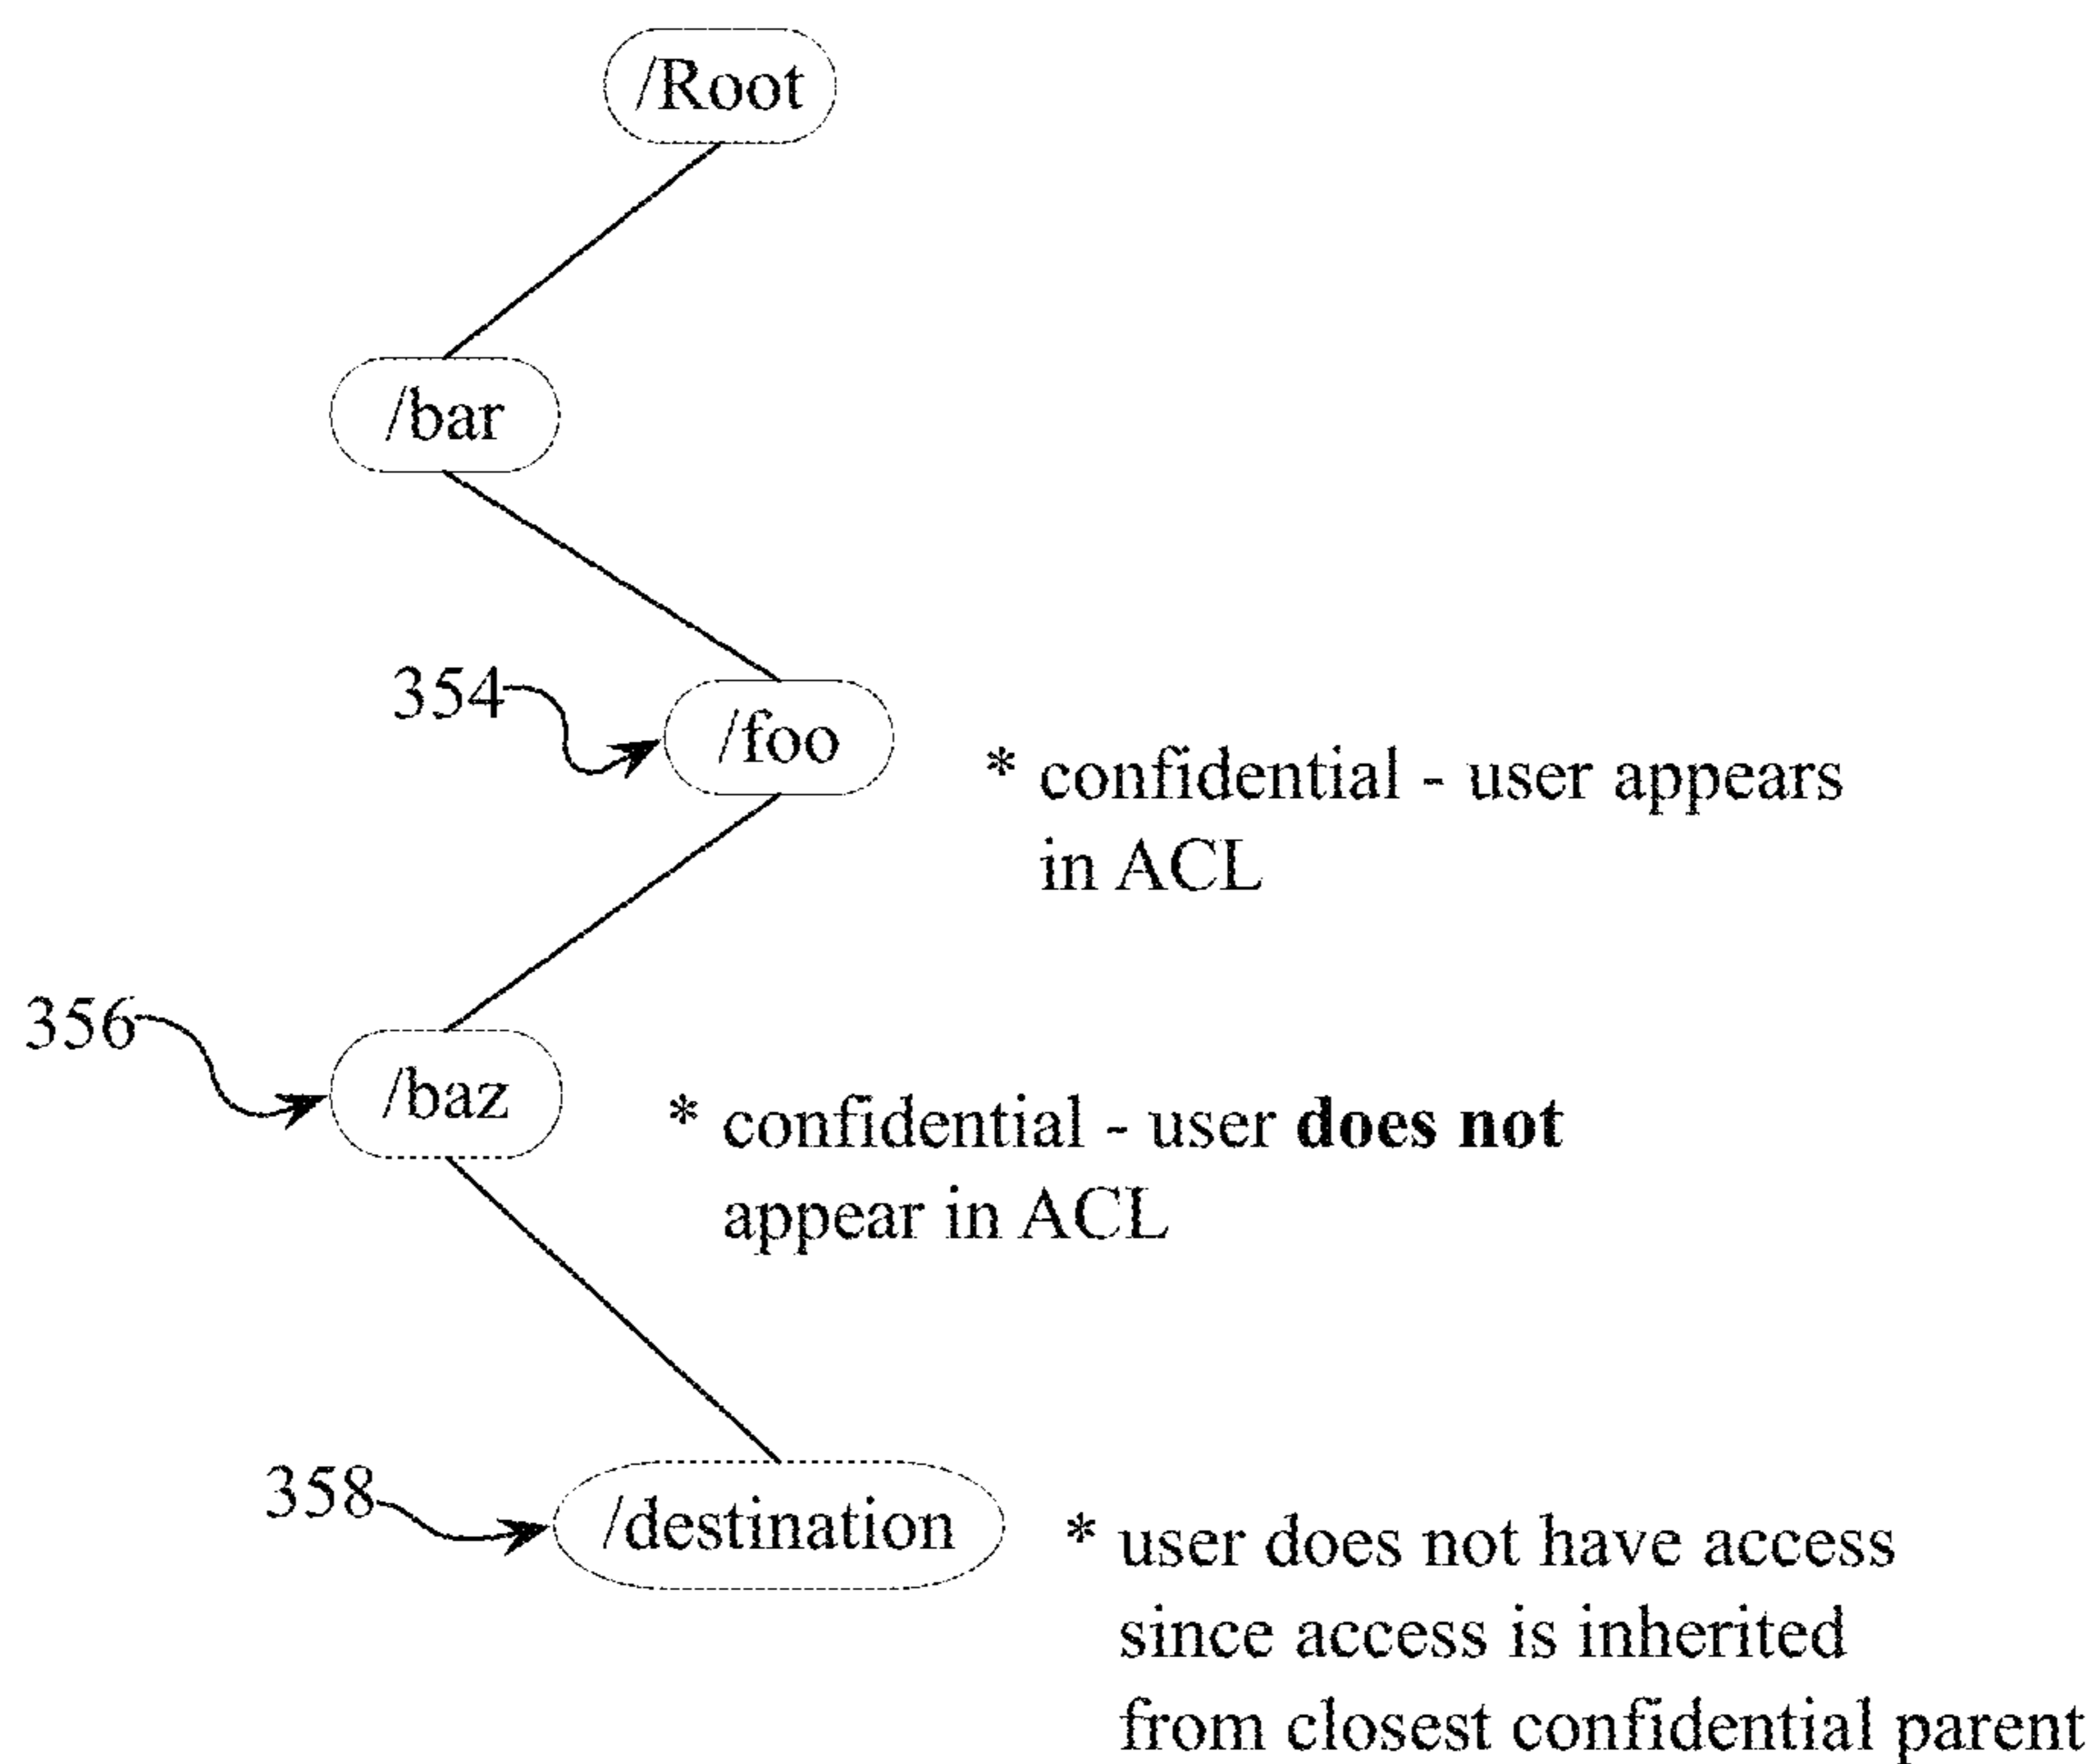 /Root
/bar
354
/foo
* confidential - user appears
in ACL
356
/baz
* confidential - user does not
appear in ACL
358
/destination
* user does not have access
since access is inherited
from closest confidential parent